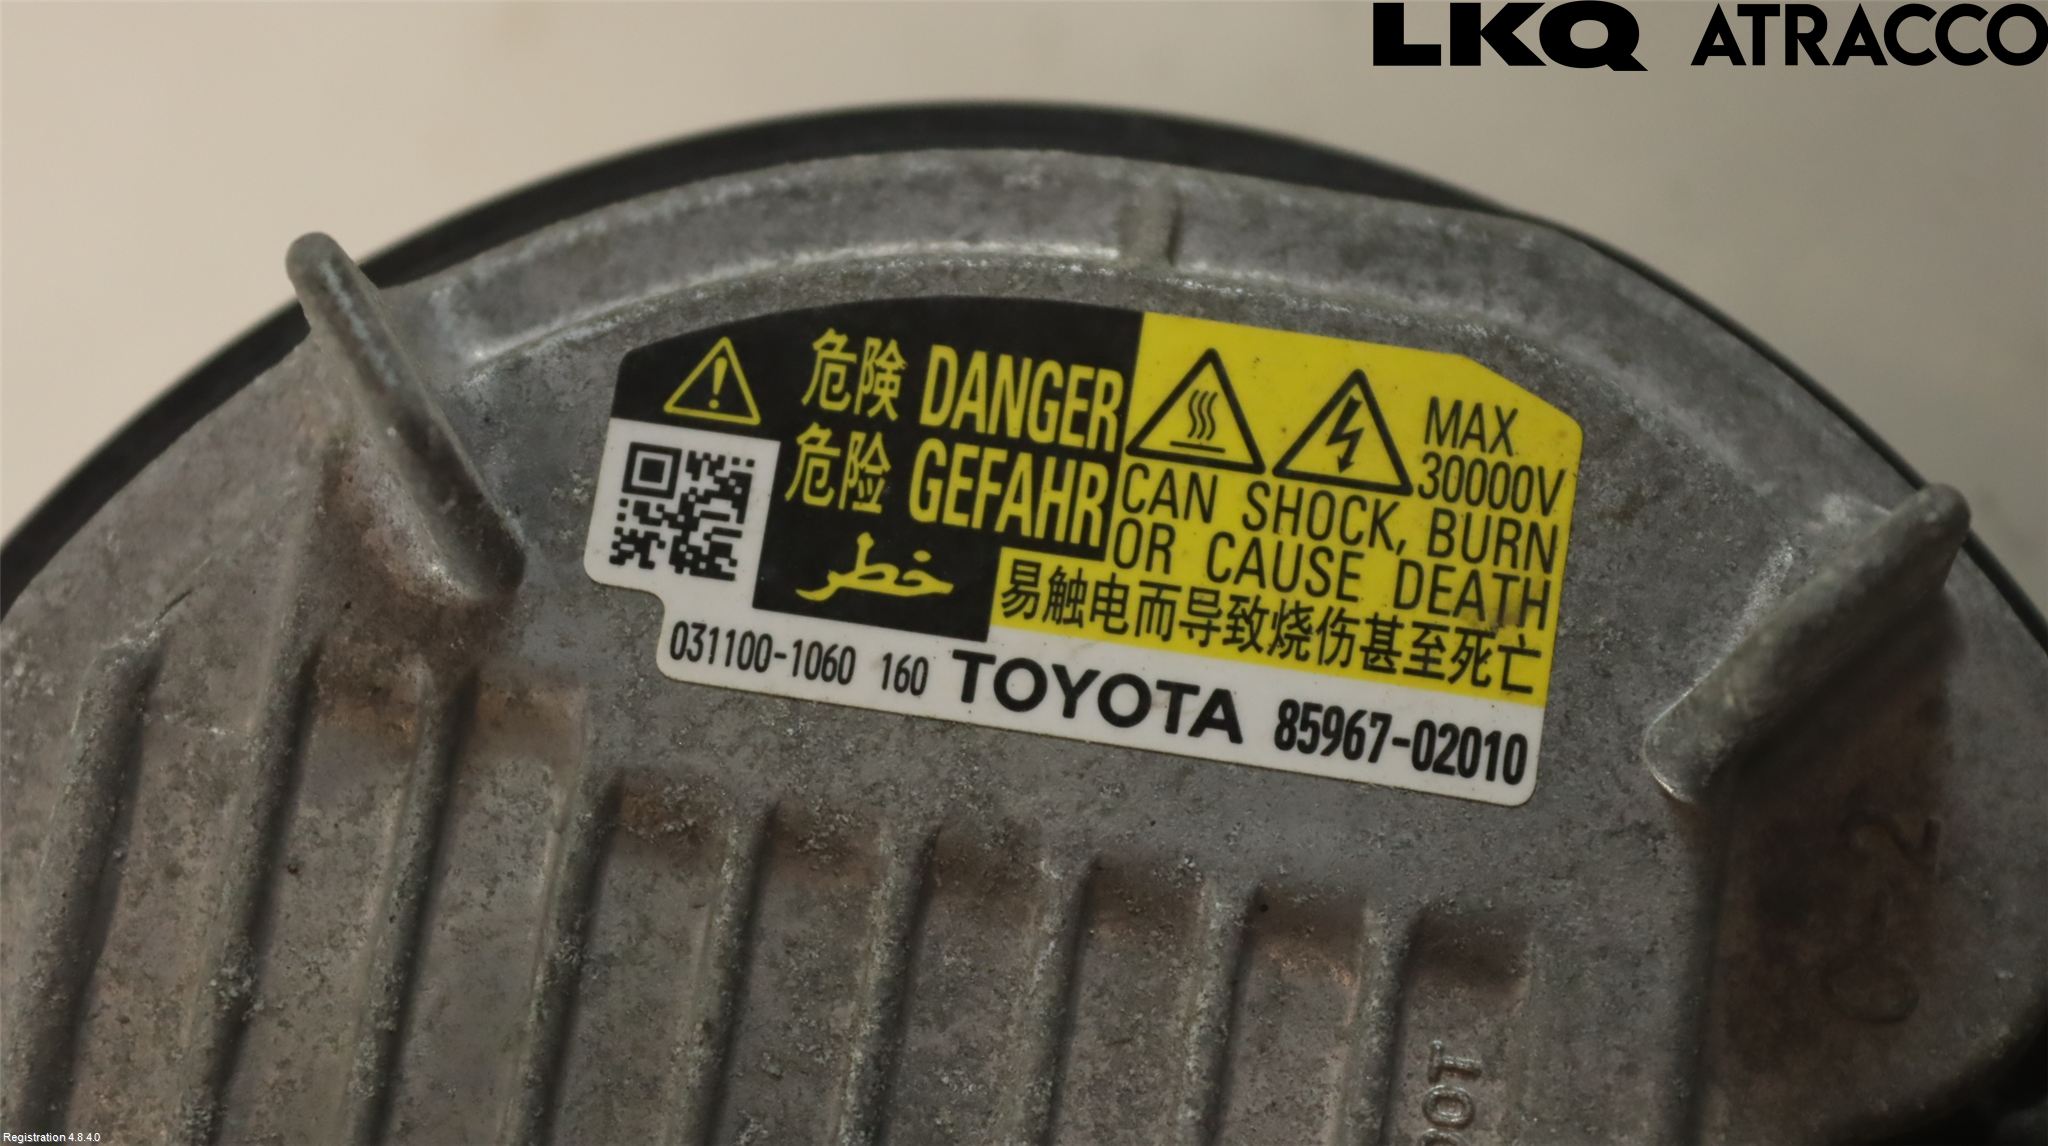 LKQ ATRACCO
危険 DANGER
危险 GEFAHR
خطر
MAX
30000V
CAN SHOCK, BURN
OR CAUSE DEATH
易触电而导致烧伤甚至死亡
031100-1060 160 TOYOTA 85967-02010
Registration 4.8.4.0